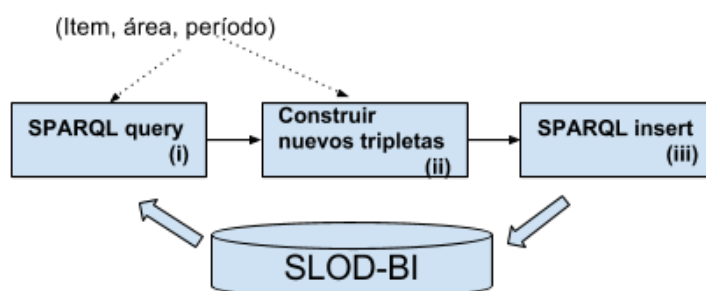 (Item, área, período)
SPARQL query
(i)
Construir
nuevos tripletas
(ii)
SPARQL insert
(iii)
SLOD-BI